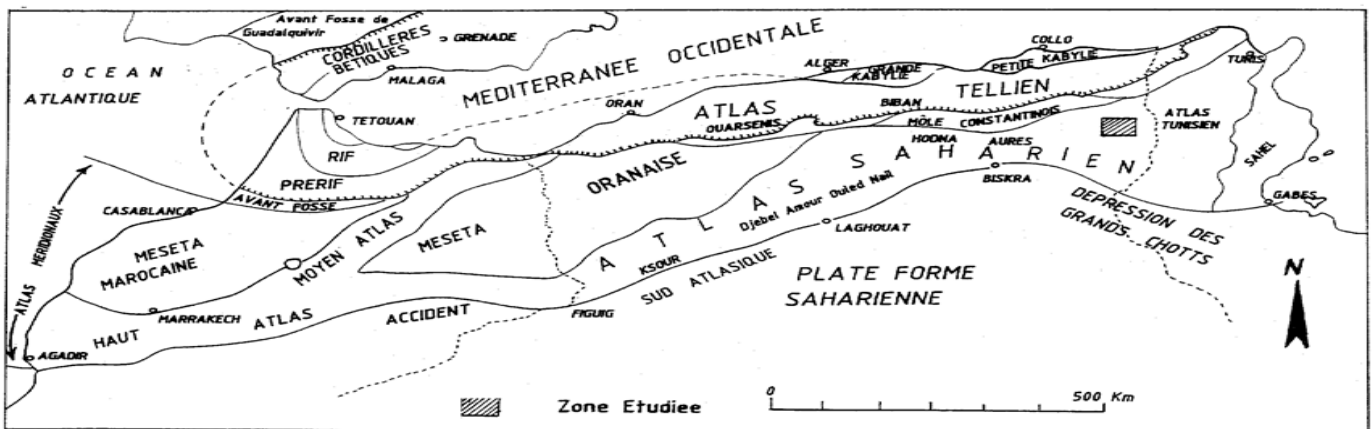 Avant Fosse de
Guadalquivir
CORDILLERES
BETIQUES
GRENADE
MALAGA
OCEAN
ATLANTIQUE
MEDITERRANEE OCCIDENTALE
COLLO
ALGER
GRANDE
KABYLIE
PETITE KABYLIE
TUNIS
TETOUAN
ORAN
ATLAS
TELLIEN
BIBAN
OUARSENIS
MÔLE CONSTANTINOIS
ATLAS
TUNISIEN
RIF
PRERIF
HODNA
AURES
SAHEL
AVANT FOSSE
ORANAISE
ATLAS SAHARIEN
BISKRA
CASABLANCA
Djebel Amour Ouled Nail
GABES
MESETA
MAROCAINE
MOYEN ATLAS
MESETA
LAGHOUAT
DEPRESSION DES
GRANDS CHOTTS
ATLAS MERIDIONAUX
KSOUR
SUD ATLASIQUE
PLATE FORME
SAHARIENNE
N
MARRAKECH
FIGUIG
HAUT ATLAS ACCIDENT
AGADIR
0 500 Km
Zone Etudiee